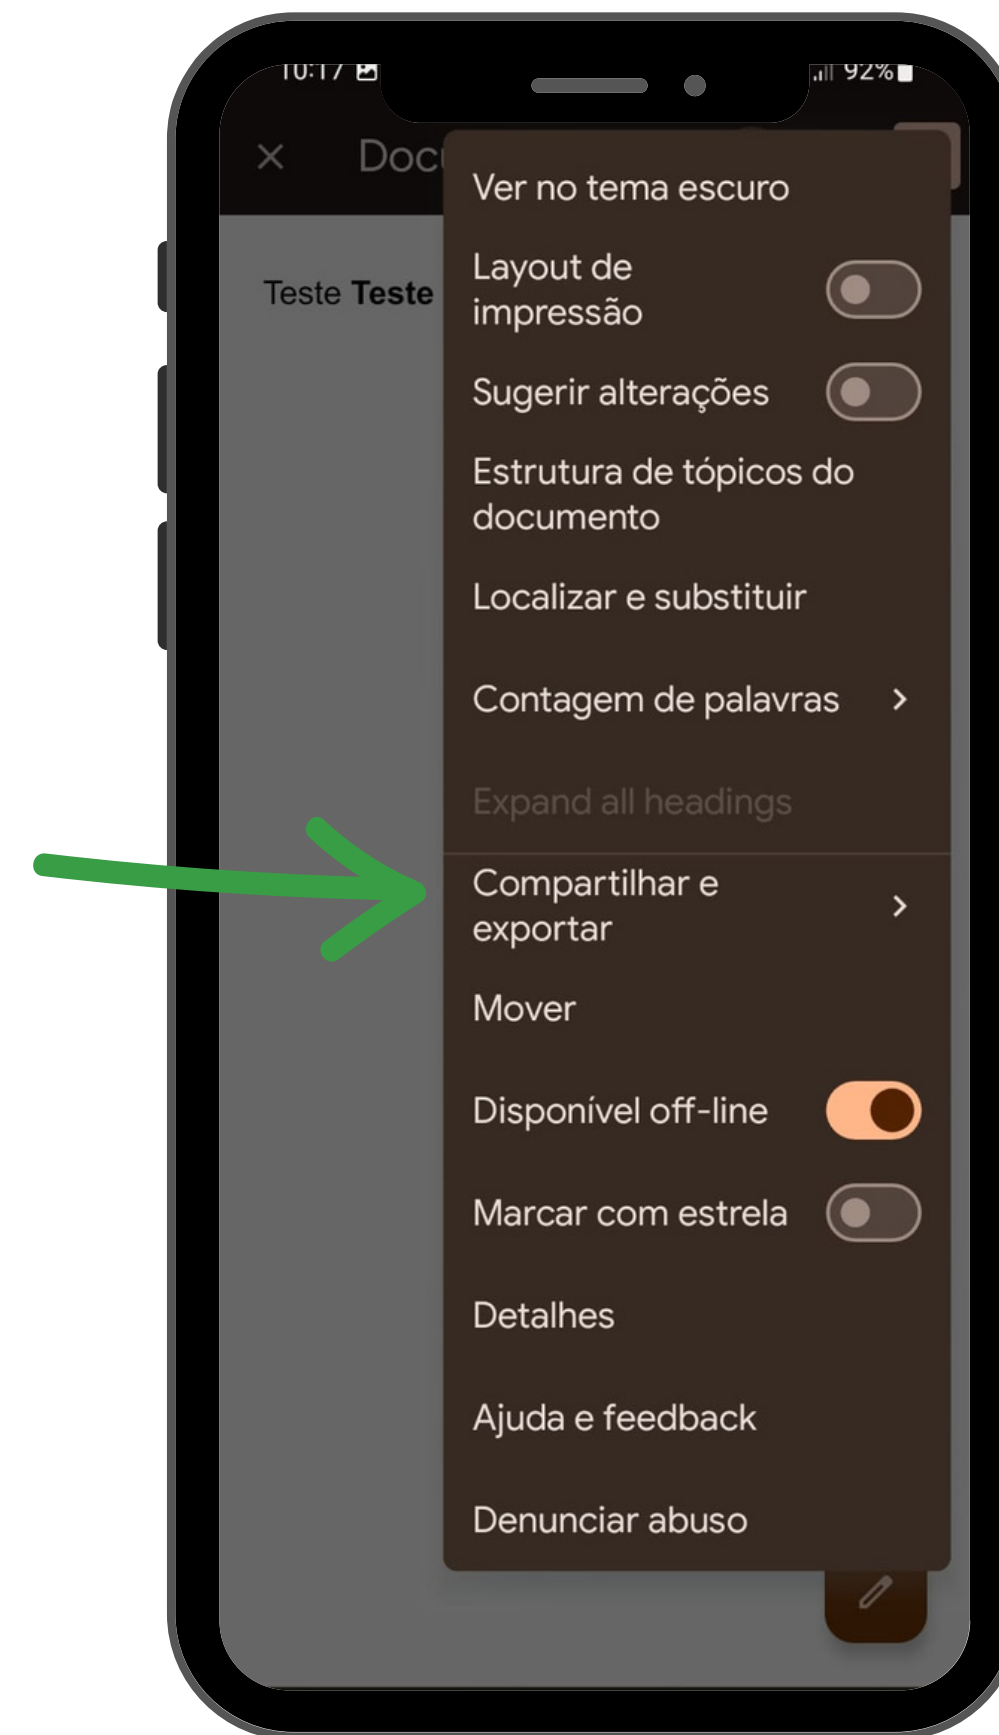 10:17
92%
Docu
Teste Teste
Ver no tema escuro
Layout de
impressão
Sugerir alterações
Estrutura de tópicos do
documento
Localizar e substituir
Contagem de palavras
Expand all headings
Compartilhar e
exportar
Mover
Disponível off-line
Marcar com estrela
Detalhes
Ajuda e feedback
Denunciar abuso